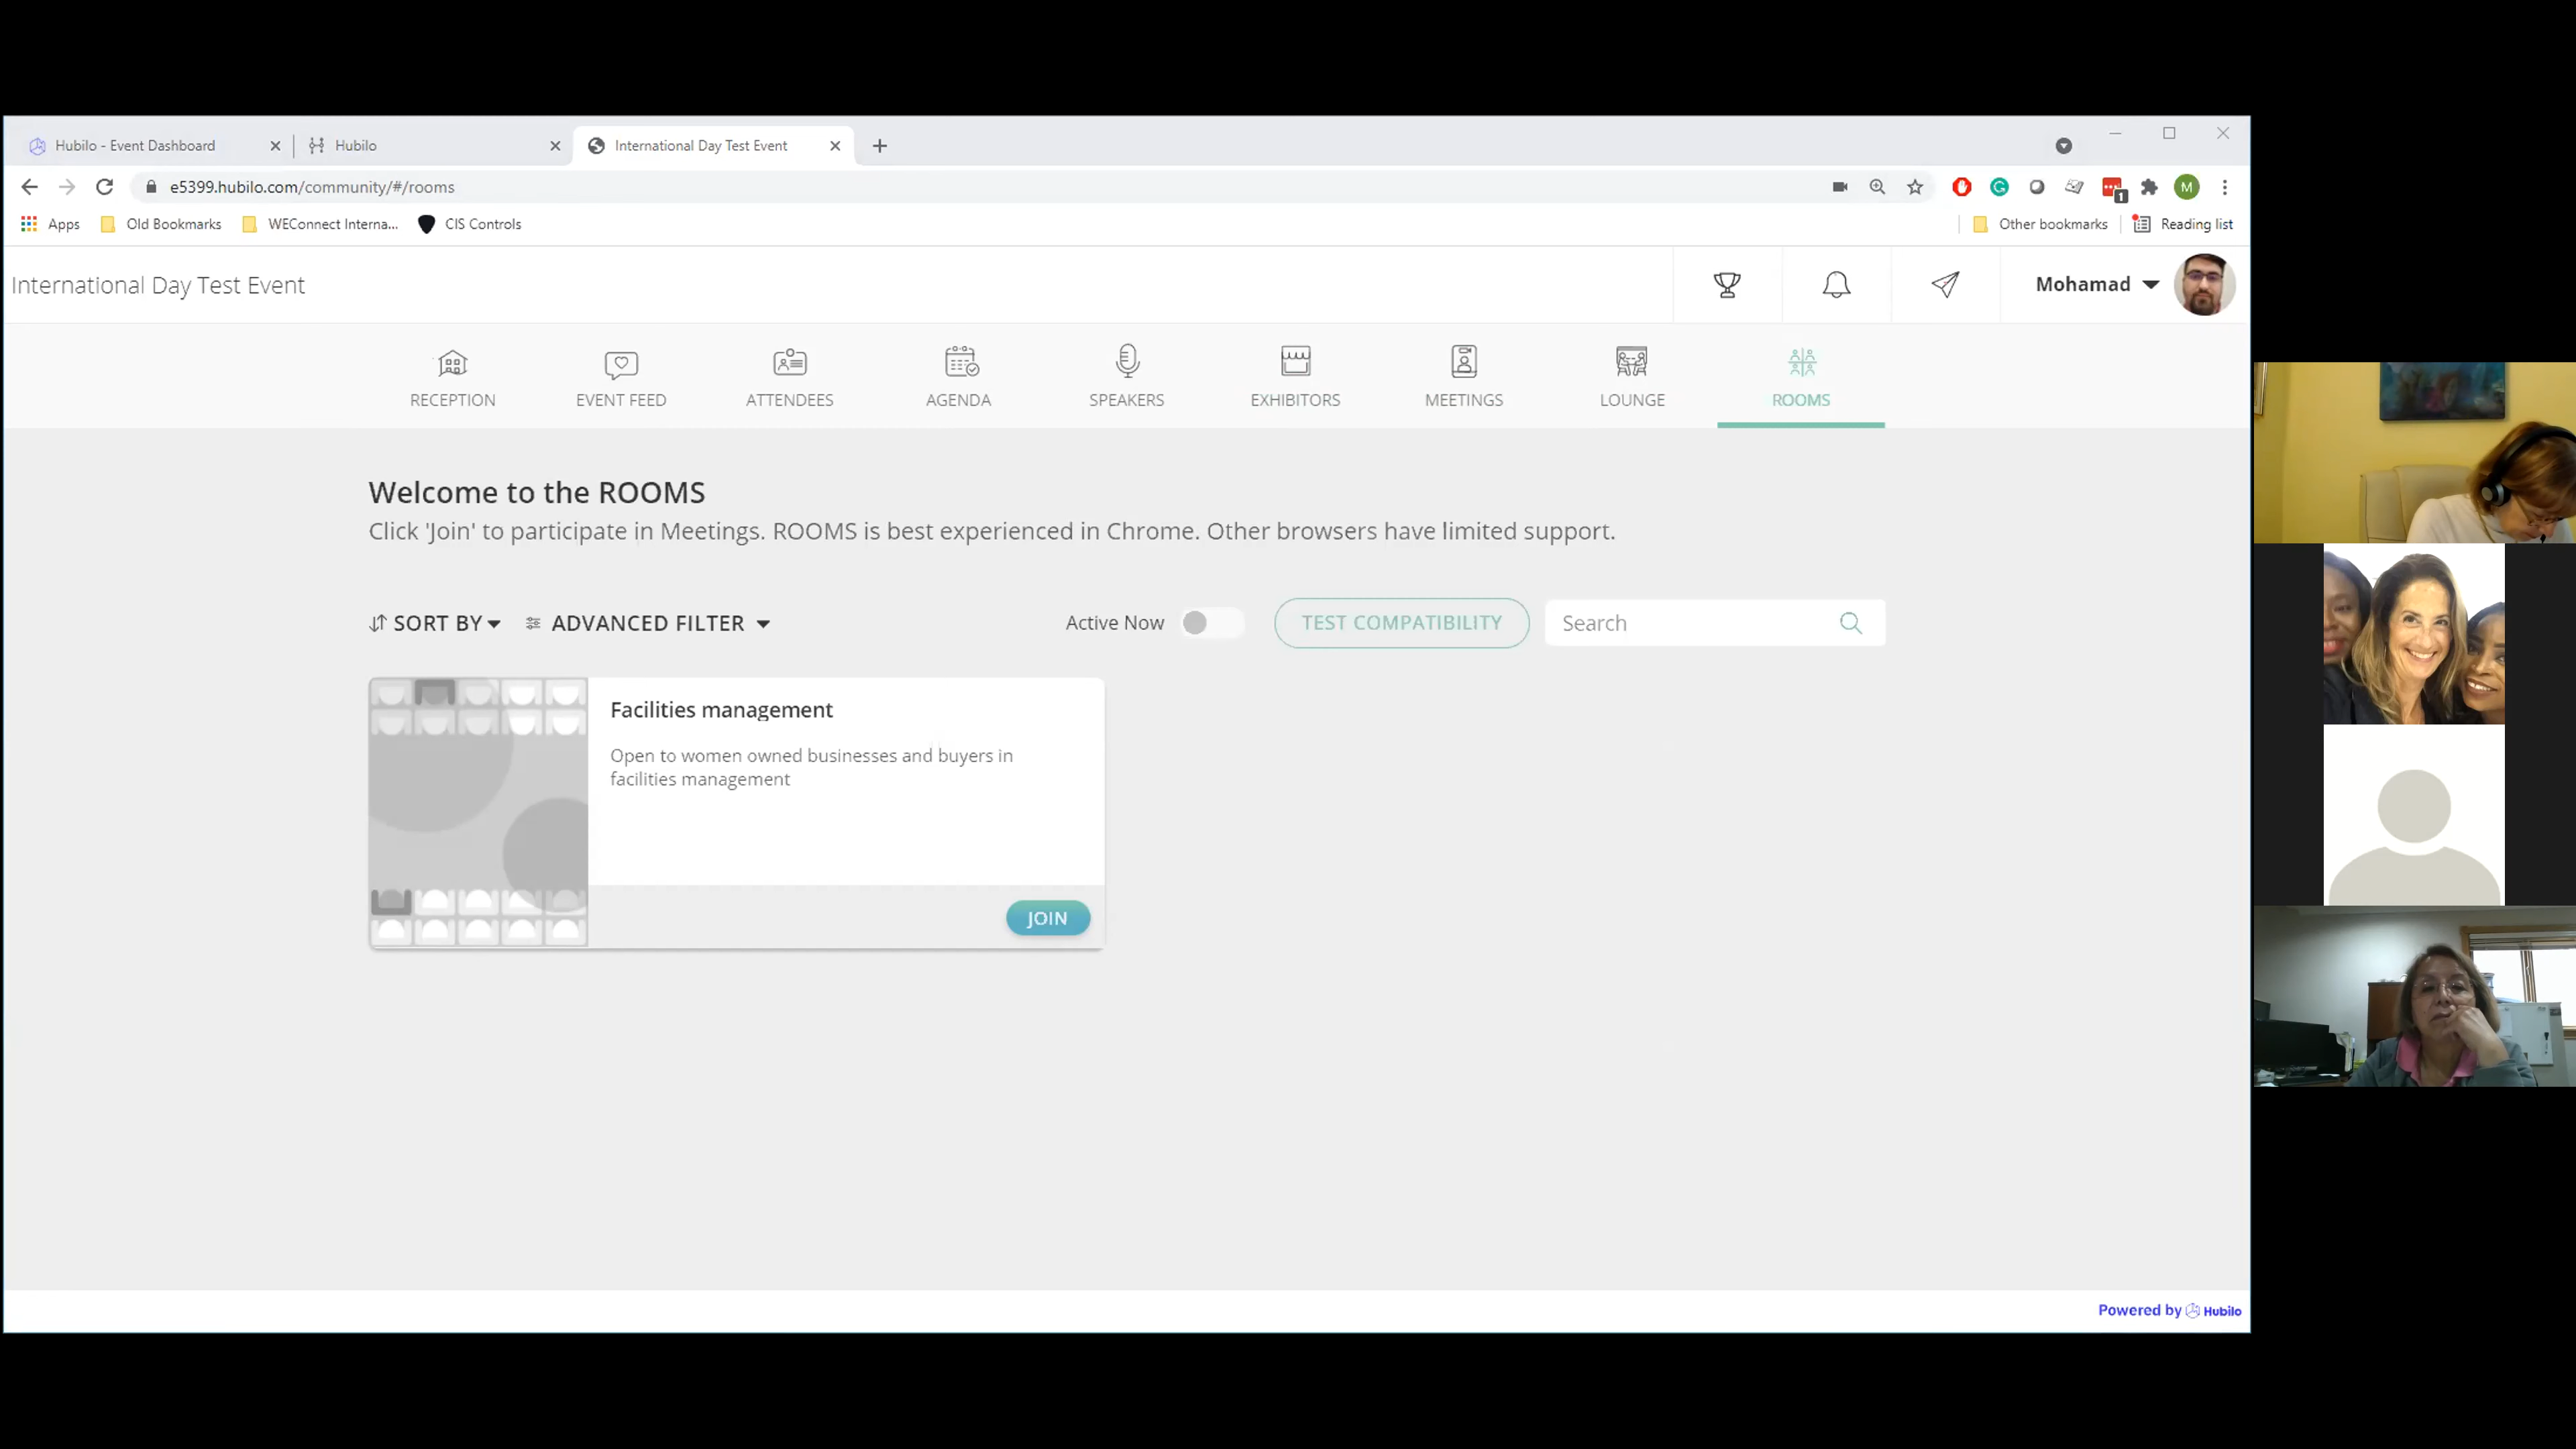 Hubilo - Event Dashboard
Hubilo
International Day Test Event
e5399.hubilo.com/community/#/rooms
1
M
Apps
Old Bookmarks
WEConnect Interna...
CIS Controls
Other bookmarks
Reading list
International Day Test Event
Mohamad
RECEPTION
EVENT FEED
ATTENDEES
AGENDA
SPEAKERS
EXHIBITORS
MEETINGS
LOUNGE
ROOMS
Welcome to the ROOMS
Click 'Join' to participate in Meetings. ROOMS is best experienced in Chrome. Other browsers have limited support.
SORT BY
ADVANCED FILTER
Active Now
TEST COMPATIBILITY
Search
Facilities management
Open to women owned businesses and buyers in
facilities management
JOIN
Powered by Hubilo